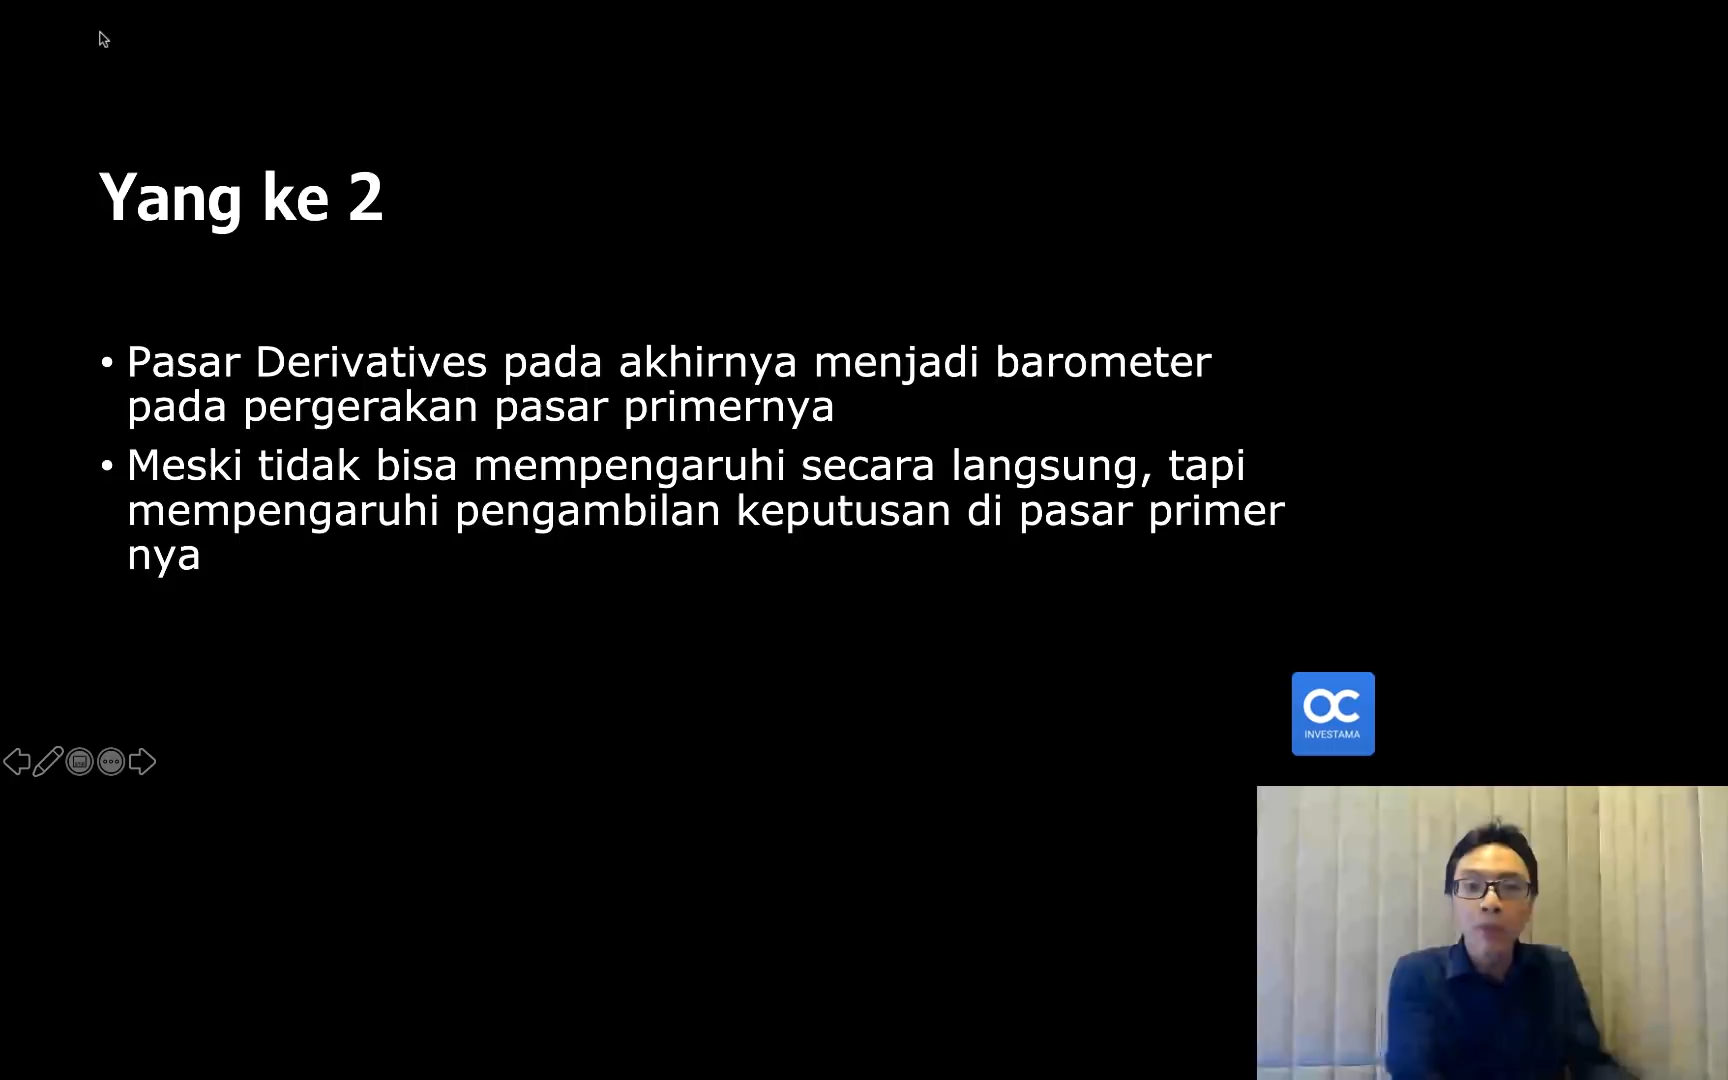 Yang ke 2
• Pasar Derivatives pada akhirnya menjadi barometer
pada pergerakan pasar primernya
• Meski tidak bisa mempengaruhi secara langsung, tapi
mempengaruhi pengambilan keputusan di pasar primer
nya
OC
INVESTAMA